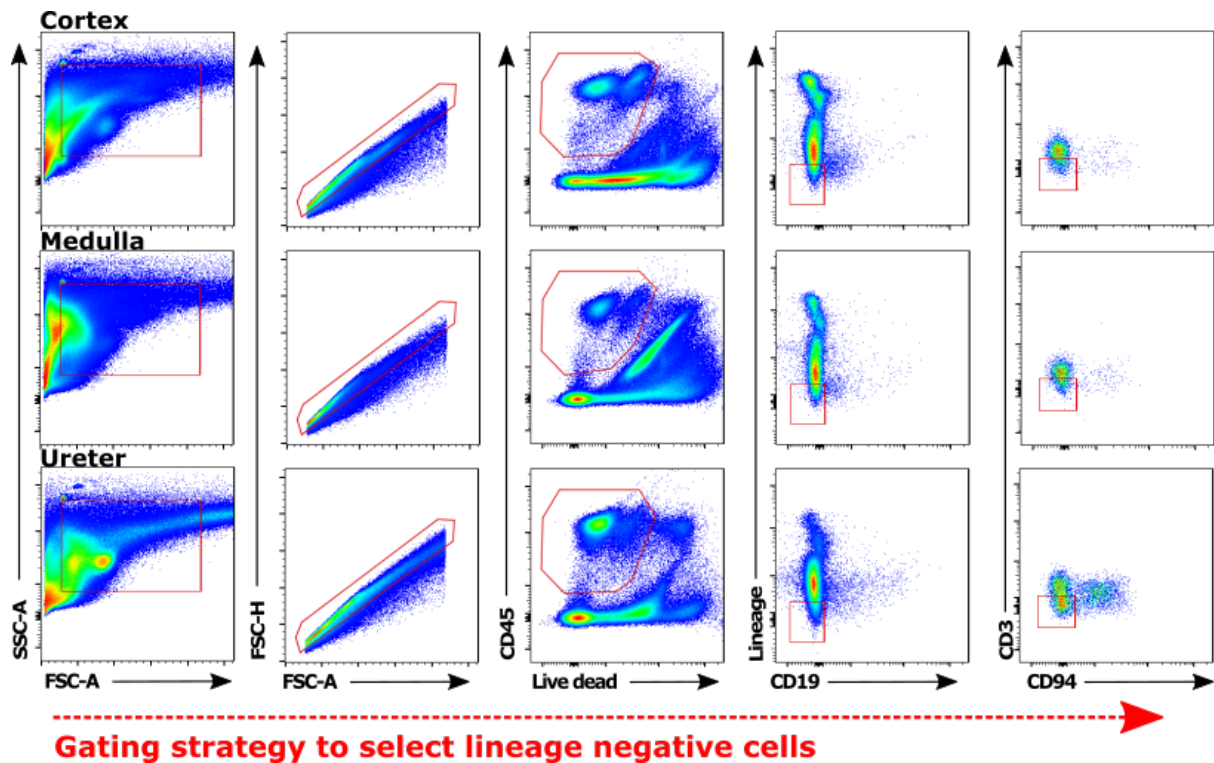 Cortex
Medulla
Ureter
SSC-A
FSC-H
CD45
Lineage
CD3
FSC-A
FSC-A
Live dead
CD19
CD94
Gating strategy to select lineage negative cells